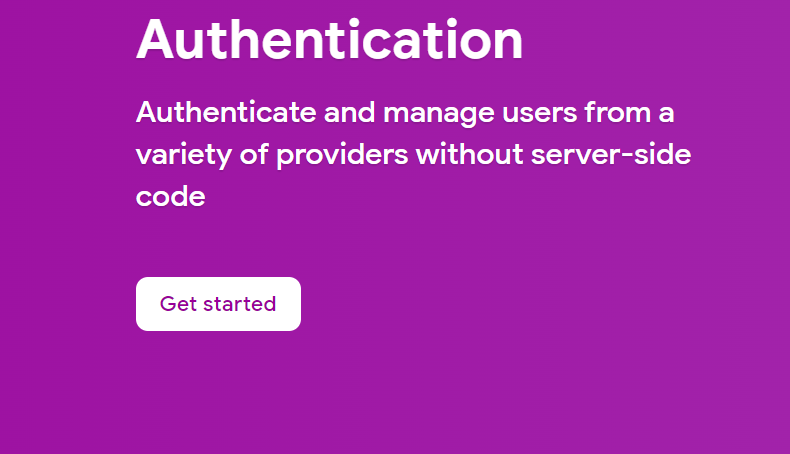 Authentication
Authenticate and manage users from a
variety of providers without server-side
code
Get started